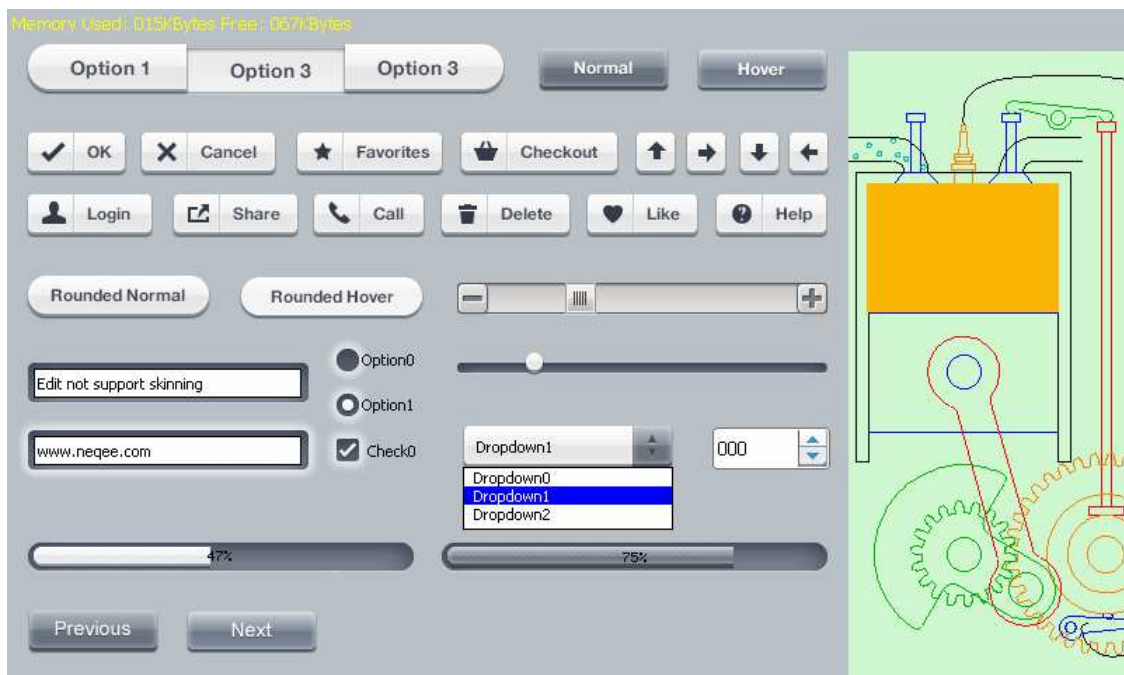 Memory Used: 015KBytes Free: 067KBytes
Option 1 Option 3 Option 3 Normal Hover
OK Cancel Favorites Checkout
Login Share Call Delete Like Help
Rounded Normal Rounded Hover
Option0
Edit not support skinning
Option1
www.neqee.com Check0 Dropdown1 000
Dropdown0
Dropdown1
Dropdown2
47% 75%
Previous Next